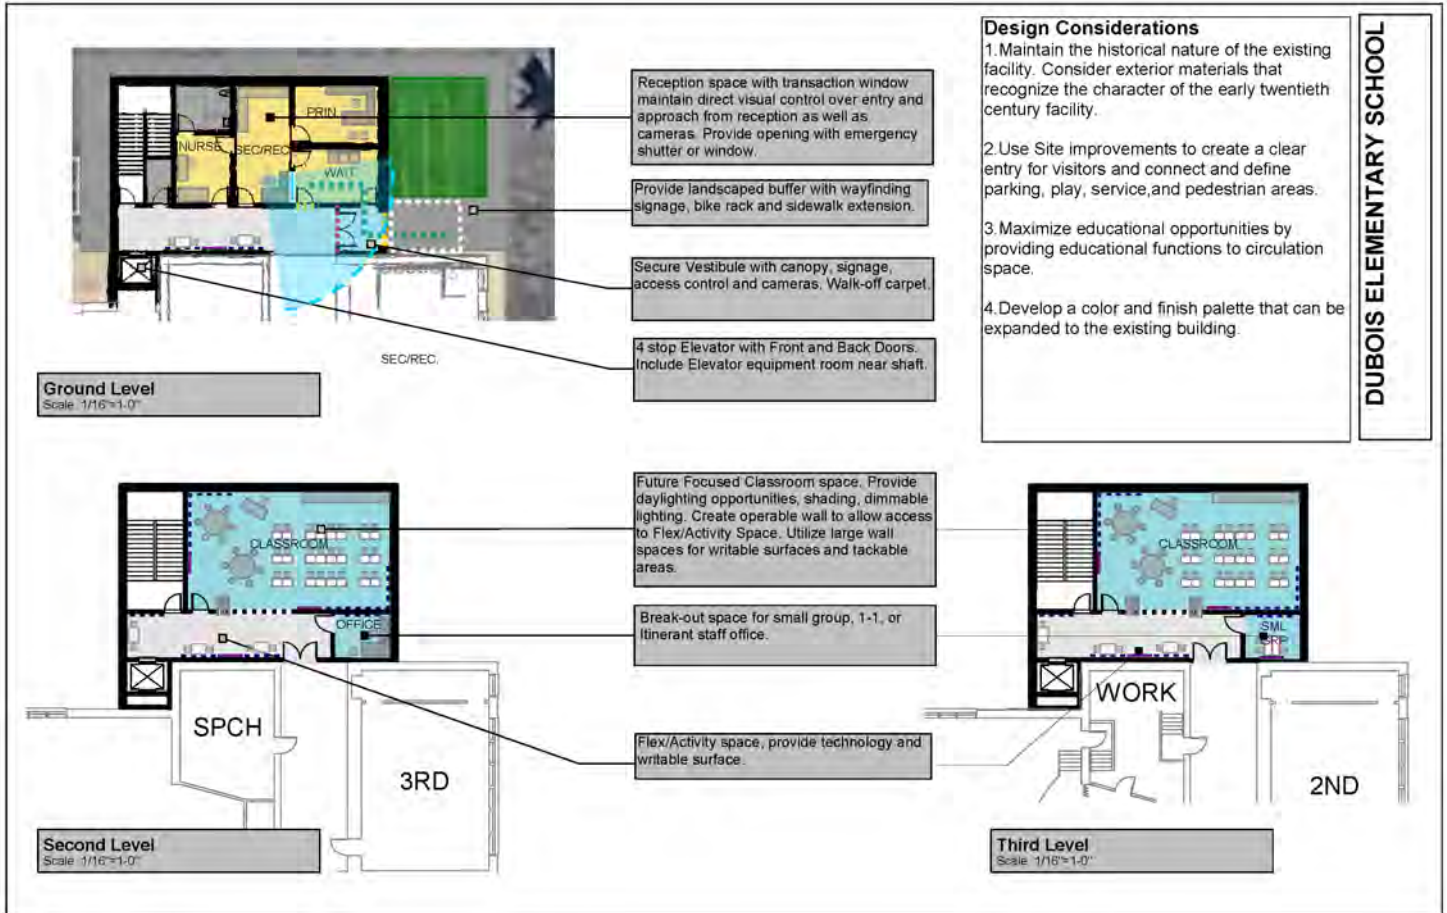 Design Considerations
1.Maintain the historical nature of the existing
facility. Consider exterior materials that
recognize the character of the early twentieth
century facility.
2.Use Site improvements to create a clear
entry for visitors and connect and define
parking, play, service,and pedestrian areas.
3.Maximize educational opportunities by
providing educational functions to circulation
space.
4.Develop a color and finish palette that can be
expanded to the existing building.
DUBOIS ELEMENTARY SCHOOL
PRIN
NURSE
SEC/REC
WAIT
Reception space with transaction window
maintain direct visual control over entry and
approach from reception as well as
cameras. Provide opening with emergency
shutter or window.
Provide landscaped buffer with wayfinding
signage, bike rack and sidewalk extension.
Secure Vestibule with canopy, signage,
access control and cameras. Walk-off carpet.
4 stop Elevator with Front and Back Doors.
Include Elevator equipment room near shaft.
SEC/REC.
Ground Level
Scale 1/16"=1-0"
CLASSROOM
OFFICE
SPCH
3RD
Second Level
Scale 1/16"=1-0"
Future Focused Classroom space. Provide
daylighting opportunities, shading, dimmable
lighting. Create operable wall to allow access
to Flex/Activity Space. Utilize large wall
spaces for writable surfaces and tackable
areas.
Break-out space for small group, 1-1, or
Itinerant staff office.
Flex/Activity space, provide technology and
writable surface.
CLASSROOM
SML
GRP
WORK
2ND
Third Level
Scale 1/16"=1-0"